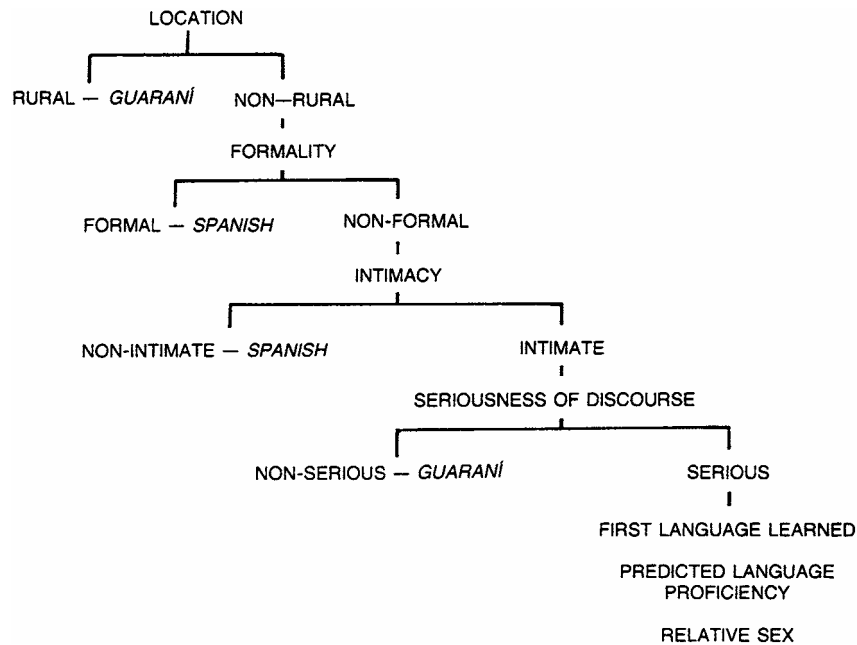 LOCATION
RURAL — GUARANÍ NON—RURAL
FORMALITY
FORMAL — SPANISH NON-FORMAL
INTIMACY
NON-INTIMATE — SPANISH INTIMATE
SERIOUSNESS OF DISCOURSE
NON-SERIOUS — GUARANÍ SERIOUS
FIRST LANGUAGE LEARNED
PREDICTED LANGUAGE
PROFICIENCY
RELATIVE SEX